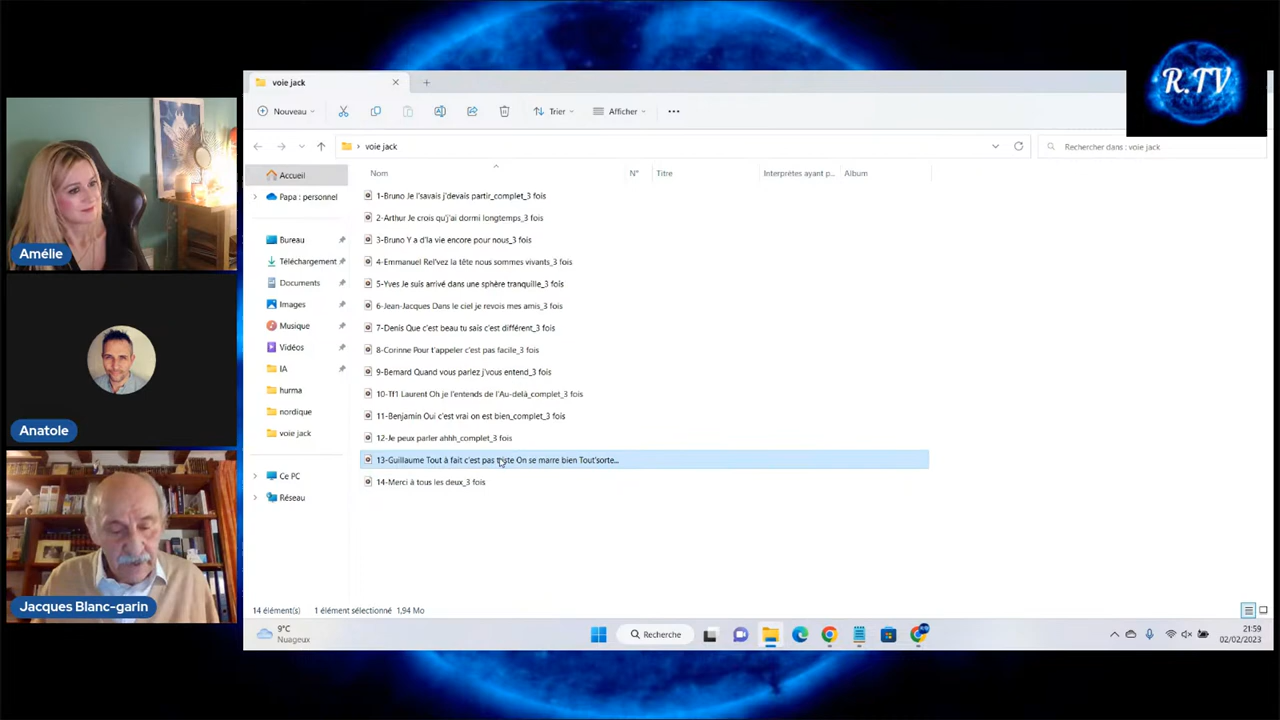 R.TV
Amélie
Anatole
Jacques Blanc-garin
voie jack
Nouveau
Trier
Afficher
voie jack
Rechercher dans : voie jack
Nom
N°
Titre
Interprètes ayant p...
Album
Accueil
Papa : personnel
Bureau
Téléchargement
Documents
Images
Musique
Vidéos
IA
hurma
nordique
voie jack
Ce PC
Réseau
1-Bruno Je l'savais j'devais partir_complet_3 fois
2-Arthur Je crois qu'j'ai dormi longtemps_3 fois
3-Bruno Y a d'la vie encore pour nous_3 fois
4-Emmanuel Rel'vez la tête nous sommes vivants_3 fois
5-Yves Je suis arrivé dans une sphère tranquille_3 fois
6-Jean-Jacques Dans le ciel je revois mes amis_3 fois
7-Denis Que c'est beau tu sais c'est différent_3 fois
8-Corinne Pour t'appeler c'est pas facile_3 fois
9-Bernard Quand vous parlez j'vous entend_3 fois
10-Tf1 Laurent Oh je l'entends de l'Au-delà_complet_3 fois
11-Benjamin Oui c'est vrai on est bien_complet_3 fois
12-Je peux parler ahhh_complet_3 fois
13-Guillaume Tout à fait c'est pas triste On se marre bien Tout'sorte...
14-Merci à tous les deux_3 fois
14 élément(s)
1 élément sélectionné 1,94 Mo
9°C
Nuageux
Recherche
21:59
02/02/2023